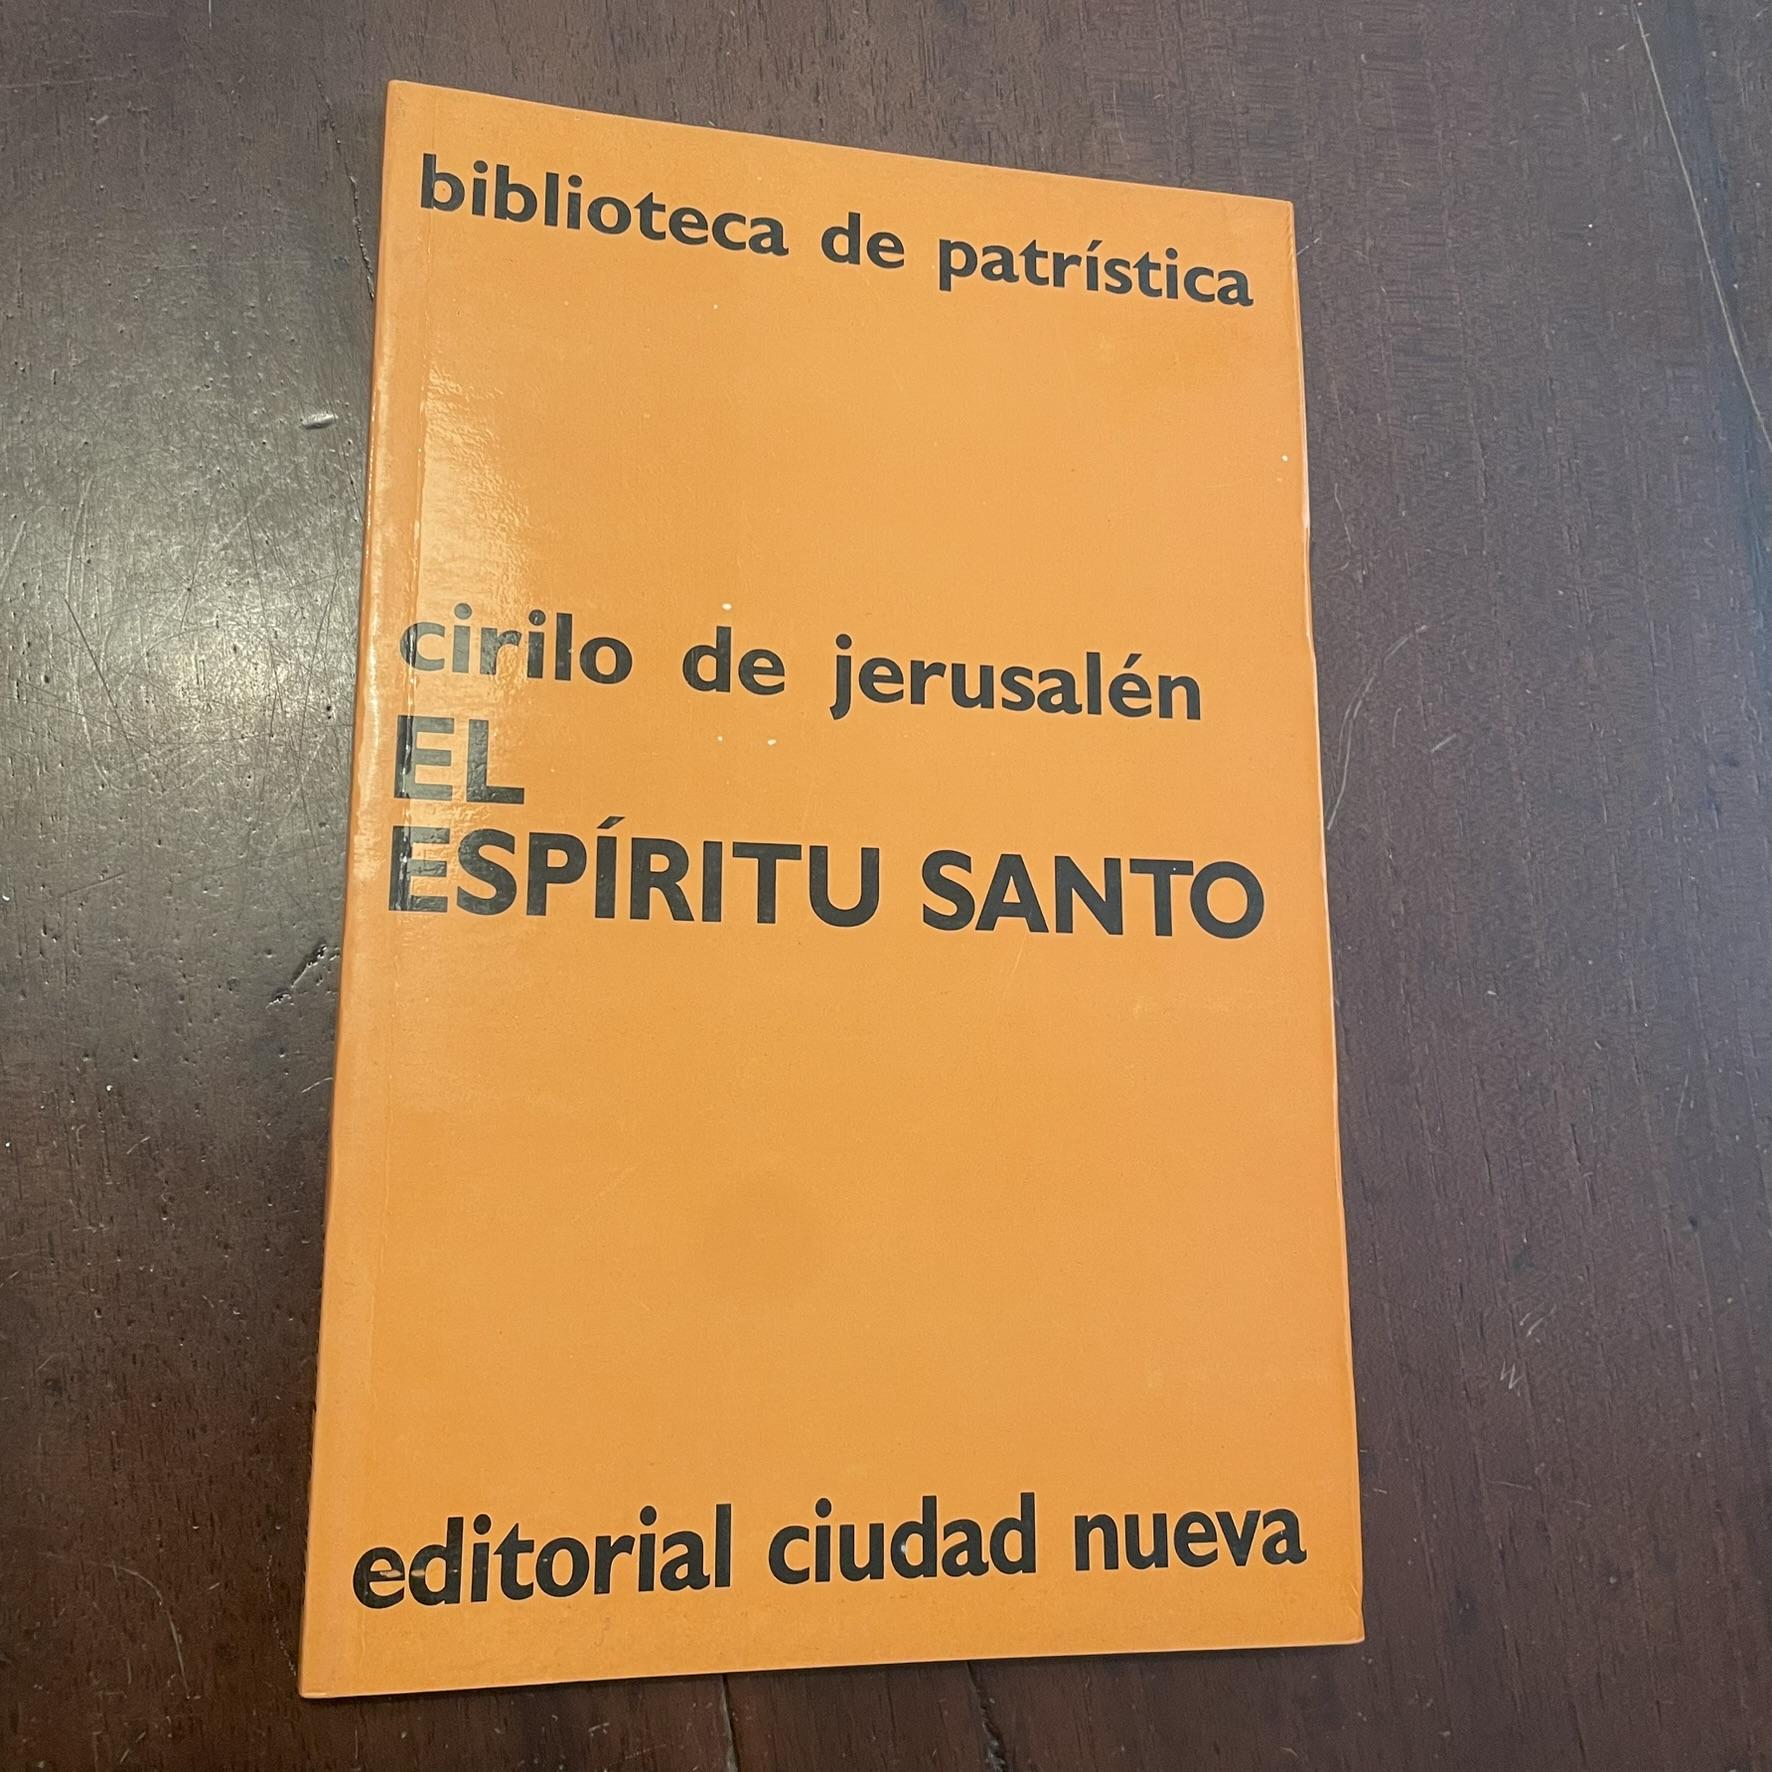 biblioteca de patrística
cirilo de jerusalén
EL
ESPÍRITU SANTO
editorial ciudad nueva